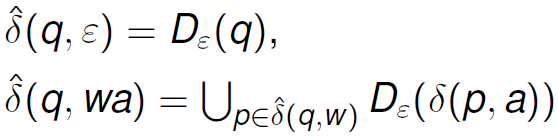 δ̂(q, ε) = D_ε(q),
δ̂(q, wa) = ⋃_{p∈δ̂(q,w)} D_ε(δ(p, a))